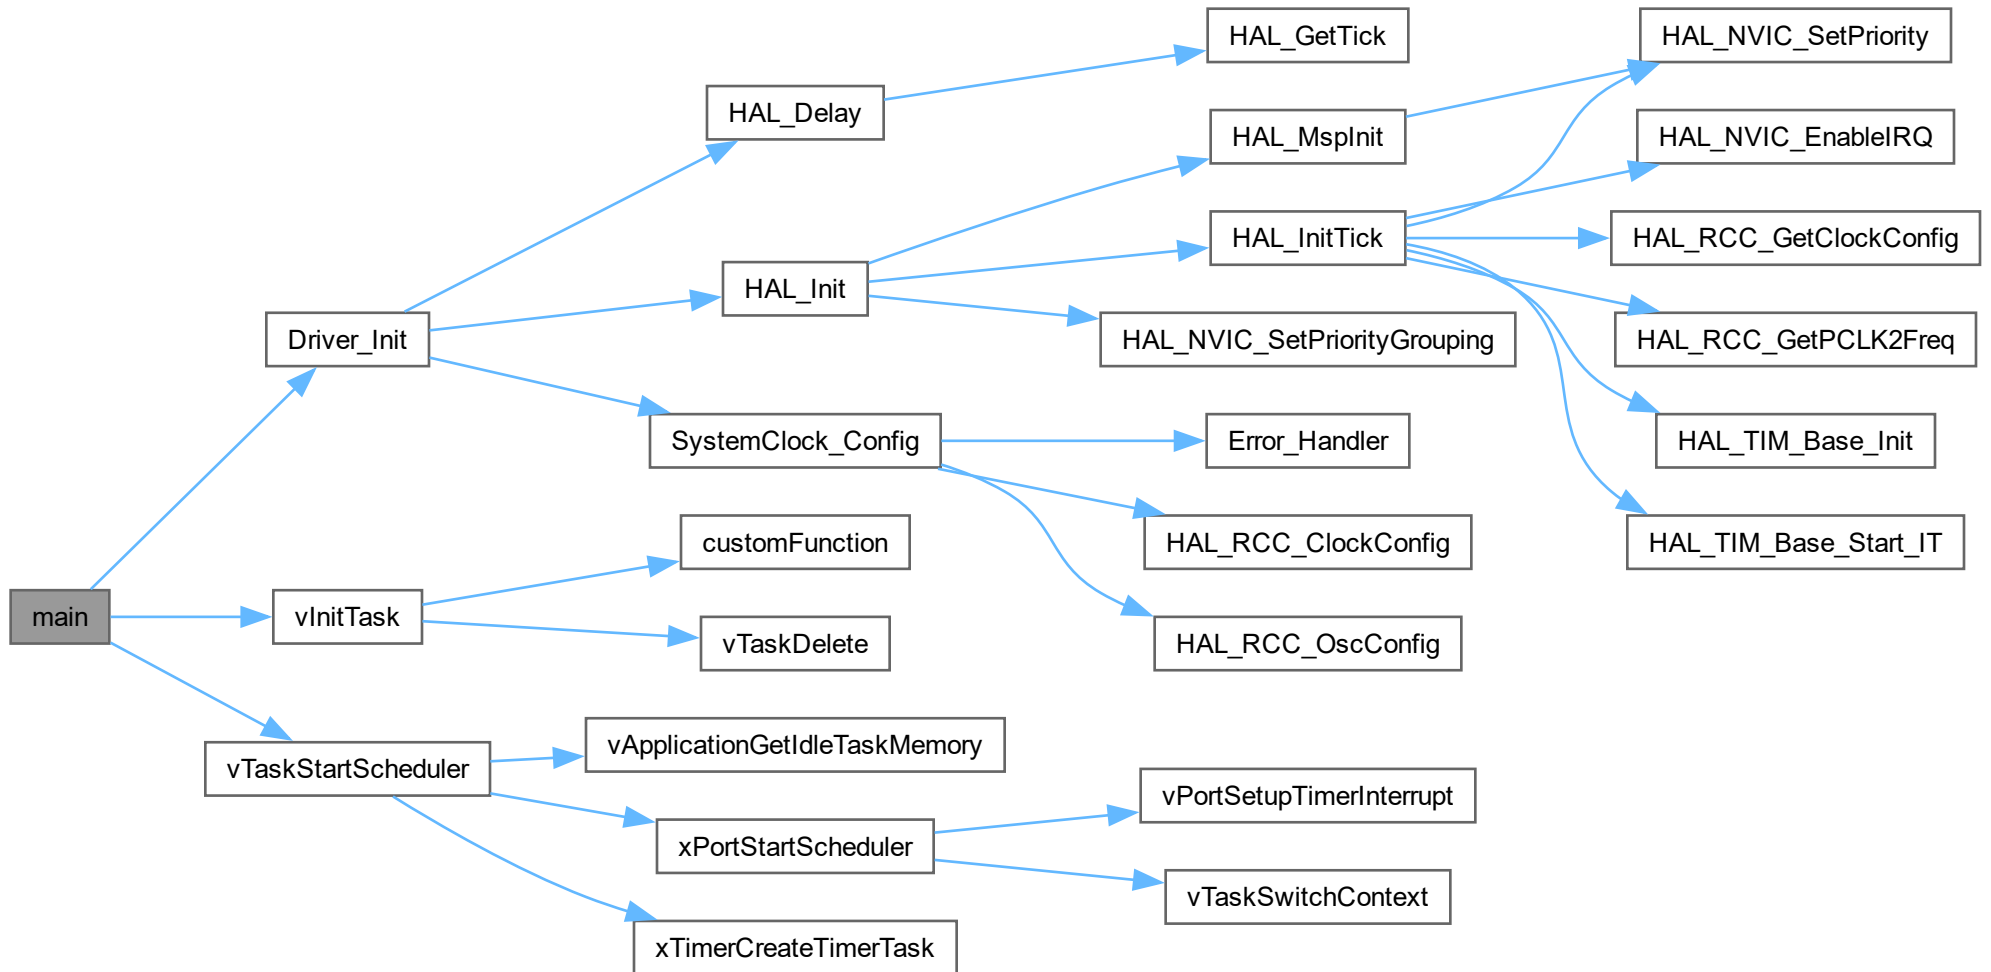 HAL_GetTick
HAL_NVIC_SetPriority
HAL_Delay
HAL_MspInit
HAL_NVIC_EnableIRQ
HAL_InitTick
HAL_RCC_GetClockConfig
HAL_Init
Driver_Init
HAL_NVIC_SetPriorityGrouping
HAL_RCC_GetPCLK2Freq
SystemClock_Config
Error_Handler
HAL_TIM_Base_Init
customFunction
HAL_RCC_ClockConfig
HAL_TIM_Base_Start_IT
main
vInitTask
vTaskDelete
HAL_RCC_OscConfig
vApplicationGetIdleTaskMemory
vTaskStartScheduler
vPortSetupTimerInterrupt
xPortStartScheduler
vTaskSwitchContext
xTimerCreateTimerTask